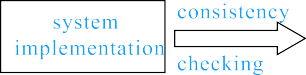 system
implementation
consistency
checking